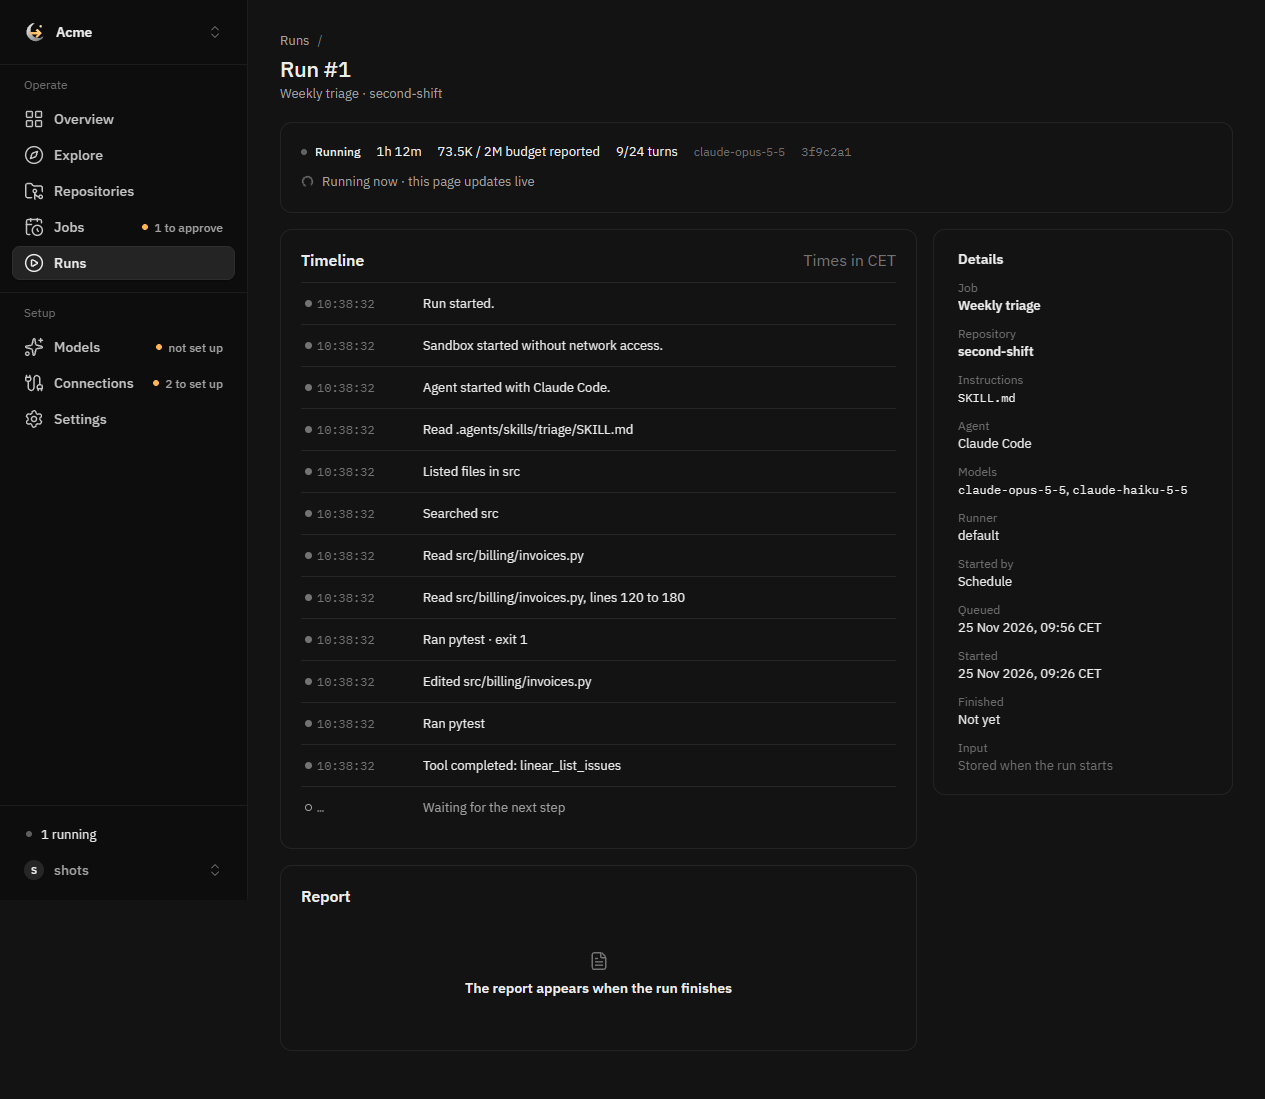 Acme
Operate
Overview
Explore
Repositories
Jobs 1 to approve
Runs
Setup
Models not set up
Connections 2 to set up
Settings
1 running
S shots
Runs /
Run #1
Weekly triage · second-shift
Running 1h 12m 73.5K / 2M budget reported 9/24 turns claude-opus-5-5 3f9c2a1
Running now · this page updates live
Timeline Times in CET
10:38:32 Run started.
10:38:32 Sandbox started without network access.
10:38:32 Agent started with Claude Code.
10:38:32 Read .agents/skills/triage/SKILL.md
10:38:32 Listed files in src
10:38:32 Searched src
10:38:32 Read src/billing/invoices.py
10:38:32 Read src/billing/invoices.py, lines 120 to 180
10:38:32 Ran pytest · exit 1
10:38:32 Edited src/billing/invoices.py
10:38:32 Ran pytest
10:38:32 Tool completed: linear_list_issues
… Waiting for the next step
Report
The report appears when the run finishes
Details
Job
Weekly triage
Repository
second-shift
Instructions
SKILL.md
Agent
Claude Code
Models
claude-opus-5-5, claude-haiku-5-5
Runner
default
Started by
Schedule
Queued
25 Nov 2026, 09:56 CET
Started
25 Nov 2026, 09:26 CET
Finished
Not yet
Input
Stored when the run starts